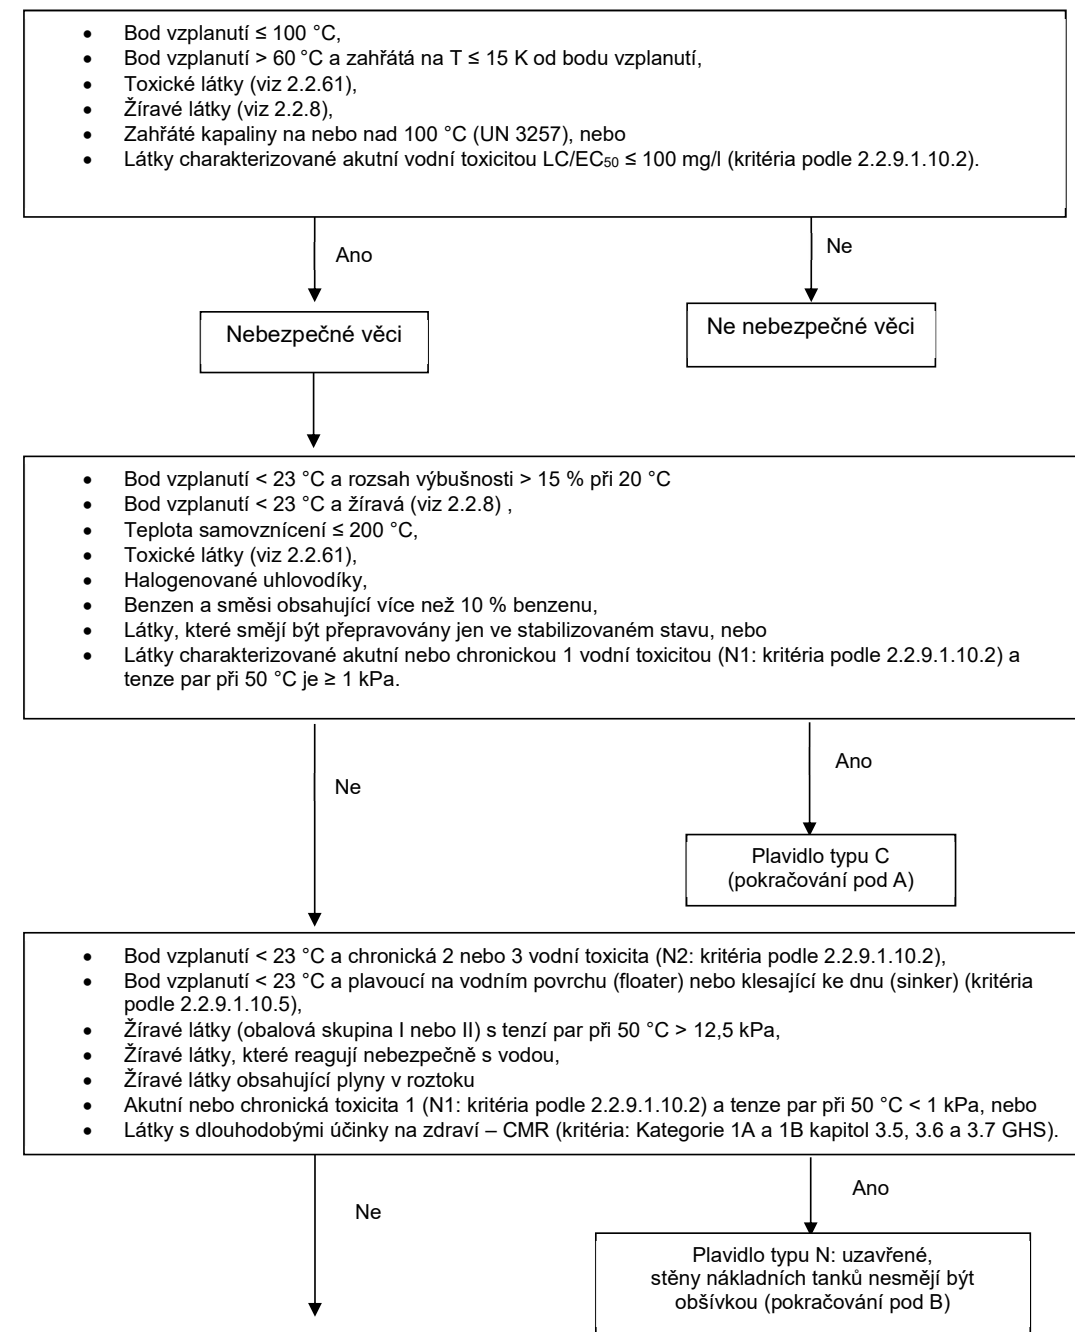 • Bod vzplanutí ≤ 100 °C,
• Bod vzplanutí > 60 °C a zahřátá na T ≤ 15 K od bodu vzplanutí,
• Toxické látky (viz 2.2.61),
• Žíravé látky (viz 2.2.8),
• Zahřáté kapaliny na nebo nad 100 °C (UN 3257), nebo
• Látky charakterizované akutní vodní toxicitou LC/EC₅₀ ≤ 100 mg/l (kritéria podle 2.2.9.1.10.2).
Ano
Ne
Nebezpečné věci
Ne nebezpečné věci
• Bod vzplanutí < 23 °C a rozsah výbušnosti > 15 % při 20 °C
• Bod vzplanutí < 23 °C a žíravá (viz 2.2.8) ,
• Teplota samovznícení ≤ 200 °C,
• Toxické látky (viz 2.2.61),
• Halogenované uhlovodíky,
• Benzen a směsi obsahující více než 10 % benzenu,
• Látky, které smějí být přepravovány jen ve stabilizovaném stavu, nebo
• Látky charakterizované akutní nebo chronickou 1 vodní toxicitou (N1: kritéria podle 2.2.9.1.10.2) a
tenze par při 50 °C je ≥ 1 kPa.
Ne
Ano
Plavidlo typu C
(pokračování pod A)
• Bod vzplanutí < 23 °C a chronická 2 nebo 3 vodní toxicita (N2: kritéria podle 2.2.9.1.10.2),
• Bod vzplanutí < 23 °C a plavoucí na vodním povrchu (floater) nebo klesající ke dnu (sinker) (kritéria
podle 2.2.9.1.10.5),
• Žíravé látky (obalová skupina I nebo II) s tenzí par při 50 °C > 12,5 kPa,
• Žíravé látky, které reagují nebezpečně s vodou,
• Žíravé látky obsahující plyny v roztoku
• Akutní nebo chronická toxicita 1 (N1: kritéria podle 2.2.9.1.10.2) a tenze par při 50 °C < 1 kPa, nebo
• Látky s dlouhodobými účinky na zdraví – CMR (kritéria: Kategorie 1A a 1B kapitol 3.5, 3.6 a 3.7 GHS).
Ne
Ano
Plavidlo typu N: uzavřené,
stěny nákladních tanků nesmějí být
obšívkou (pokračování pod B)